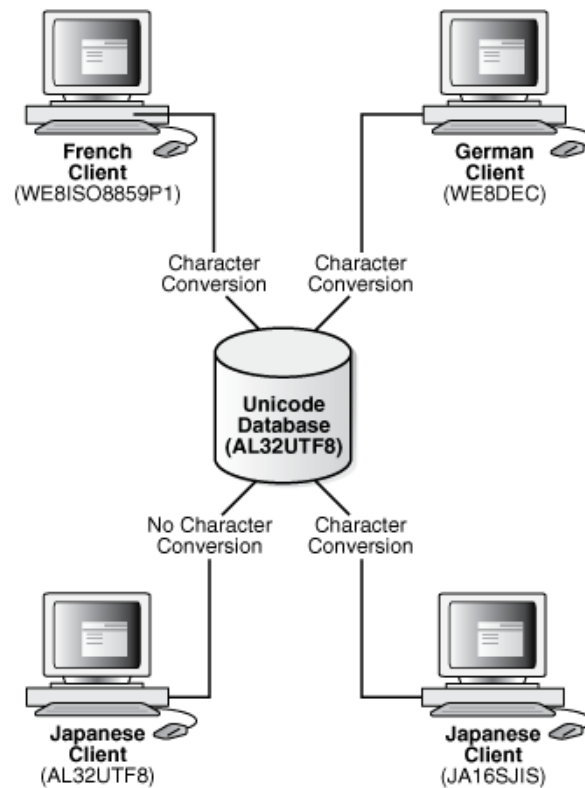 French
Client
(WE8ISO8859P1)
German
Client
(WE8DEC)
Character
Conversion
Character
Conversion
Unicode
Database
(AL32UTF8)
No Character
Conversion
Character
Conversion
Japanese
Client
(AL32UTF8)
Japanese
Client
(JA16SJIS)